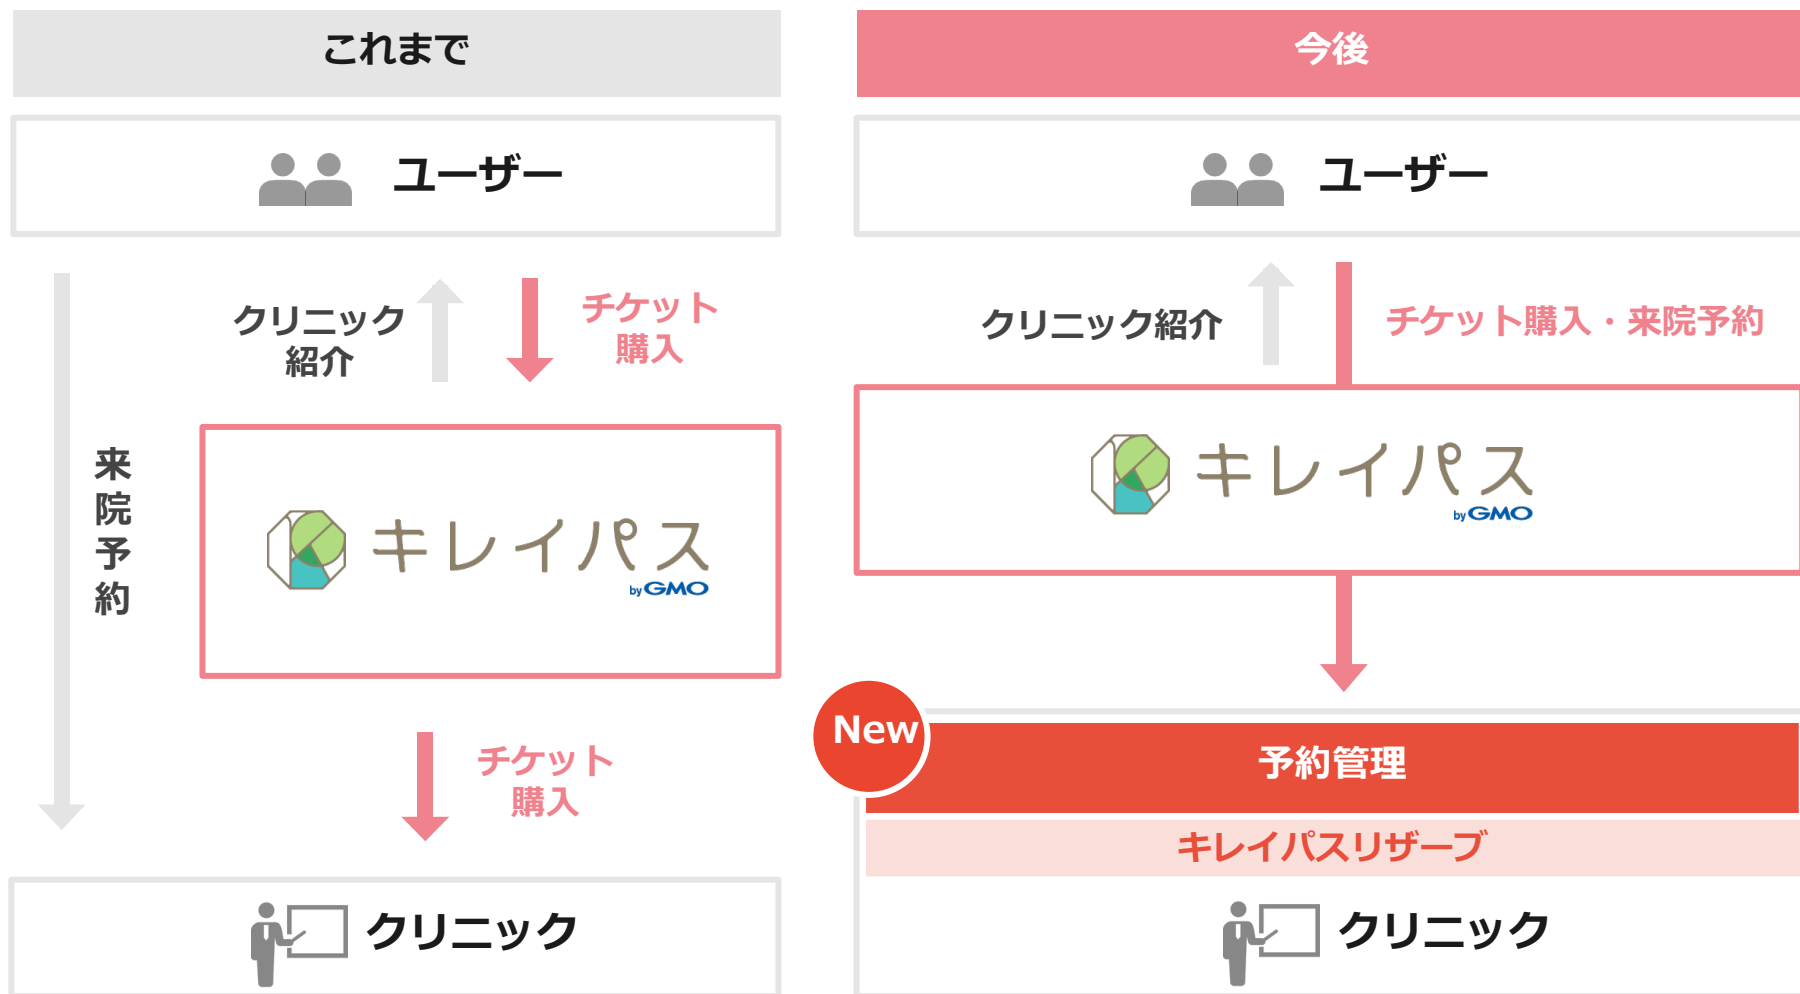 これまで
ユーザー
クリニック
紹介
チケット
購入
来院予約
キレイパス
by GMO
チケット
購入
クリニック
今後
ユーザー
クリニック紹介
チケット購入・来院予約
キレイパス
by GMO
New
予約管理
キレイパスリザーブ
クリニック